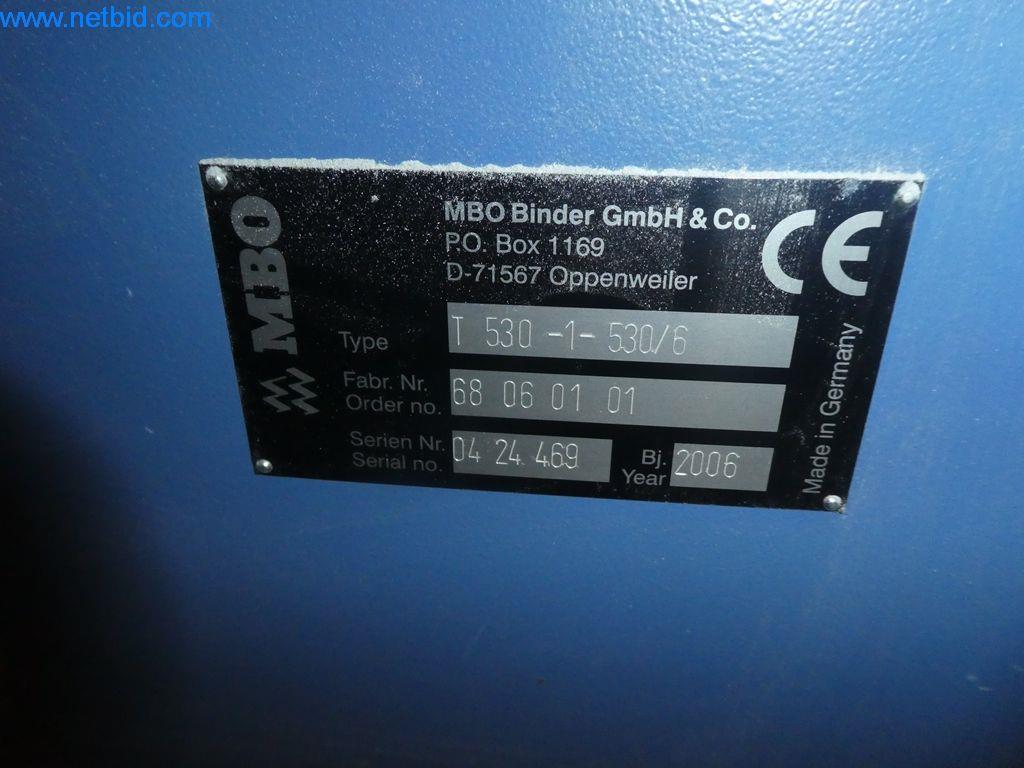 www.netbid.com
MBO
MBO Binder GmbH & Co.
P.O. Box 1169
D-71567 Oppenweiler
CE
Type T 530 -1- 530/6
Fabr. Nr.
Order no. 68 06 01 01
Serien Nr.
Serial no. 04 24 469
Bj.
Year 2006
Made in Germany